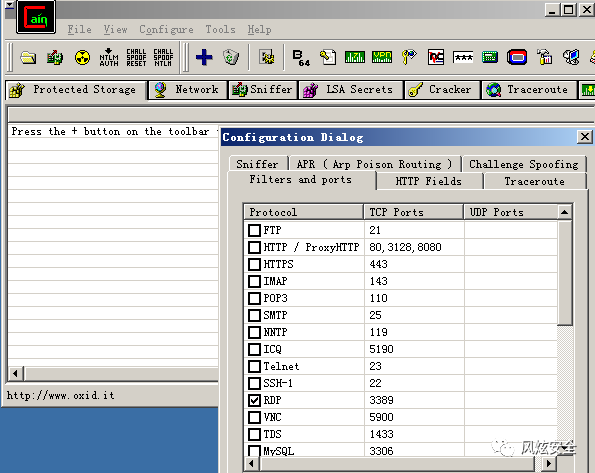 Cain
File View Configure Tools Help
NTLM AUTH CHALL SPOOF RESET CHALL SPOOF NTLM B 64 VPN ***
Protected Storage Network Sniffer LSA Secrets Cracker Traceroute
Press the + button on the toolbar
Configuration Dialog
Sniffer APR ( Arp Poison Routing ) Challenge Spoofing
Filters and ports HTTP Fields Traceroute
Protocol TCP Ports UDP Ports
FTP 21
HTTP / ProxyHTTP 80,3128,8080
HTTPS 443
IMAP 143
POP3 110
SMTP 25
NNTP 119
ICQ 5190
Telnet 23
SSH-1 22
RDP 3389
VNC 5900
TDS 1433
MySQL 3306
http://www.oxid.it
风炫安全